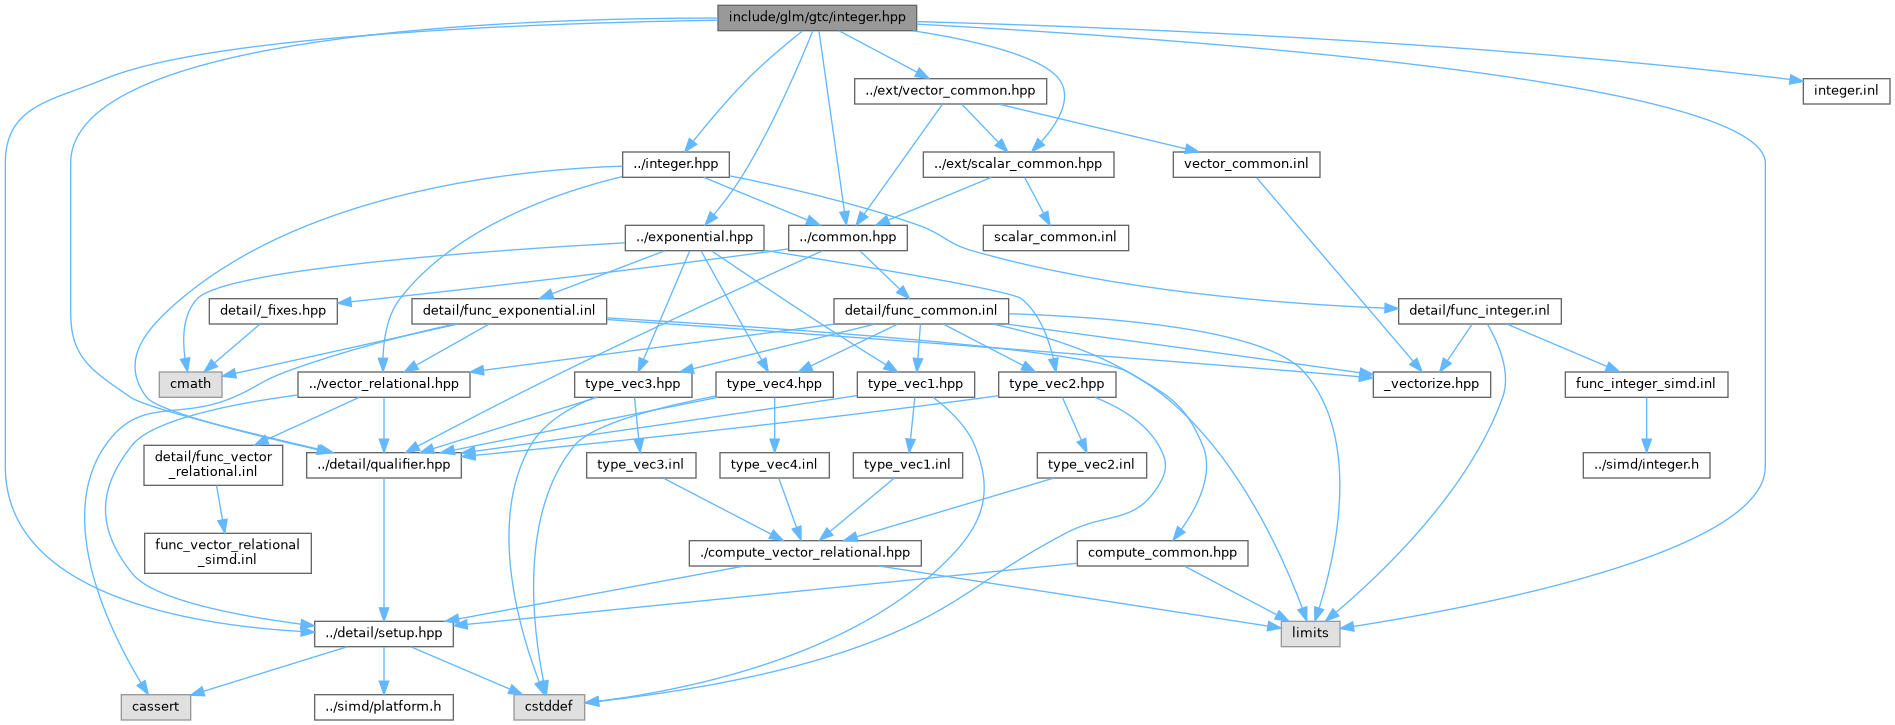 include/glm/gtc/integer.hpp
../ext/vector_common.hpp
integer.inl
../integer.hpp
../ext/scalar_common.hpp
vector_common.inl
../exponential.hpp
../common.hpp
scalar_common.inl
detail/_fixes.hpp
detail/func_exponential.inl
detail/func_common.inl
detail/func_integer.inl
cmath
../vector_relational.hpp
type_vec3.hpp
type_vec4.hpp
type_vec1.hpp
type_vec2.hpp
_vectorize.hpp
func_integer_simd.inl
detail/func_vector
_relational.inl
../detail/qualifier.hpp
type_vec3.inl
type_vec4.inl
type_vec1.inl
type_vec2.inl
../simd/integer.h
func_vector_relational
_simd.inl
./compute_vector_relational.hpp
compute_common.hpp
../detail/setup.hpp
limits
cassert
../simd/platform.h
cstddef